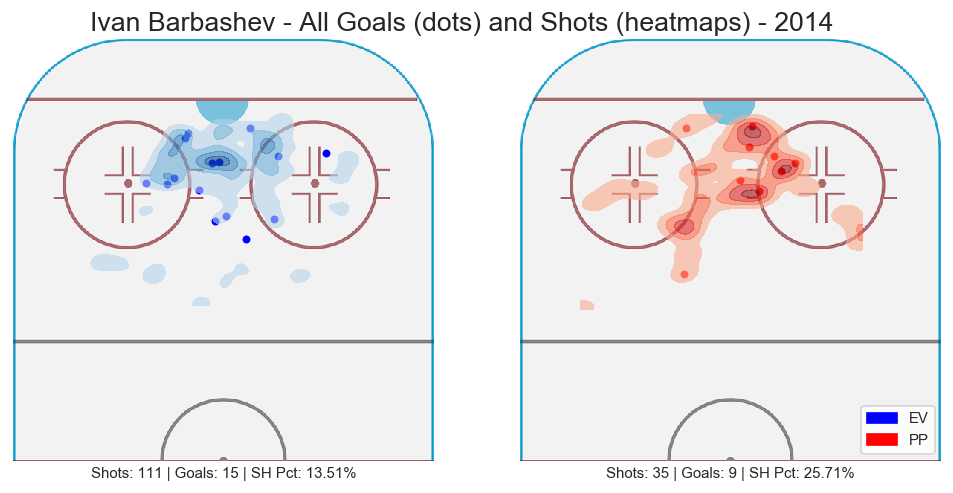 Ivan Barbashev - All Goals (dots) and Shots (heatmaps) - 2014
EV
PP
Shots: 111 | Goals: 15 | SH Pct: 13.51%
Shots: 35 | Goals: 9 | SH Pct: 25.71%